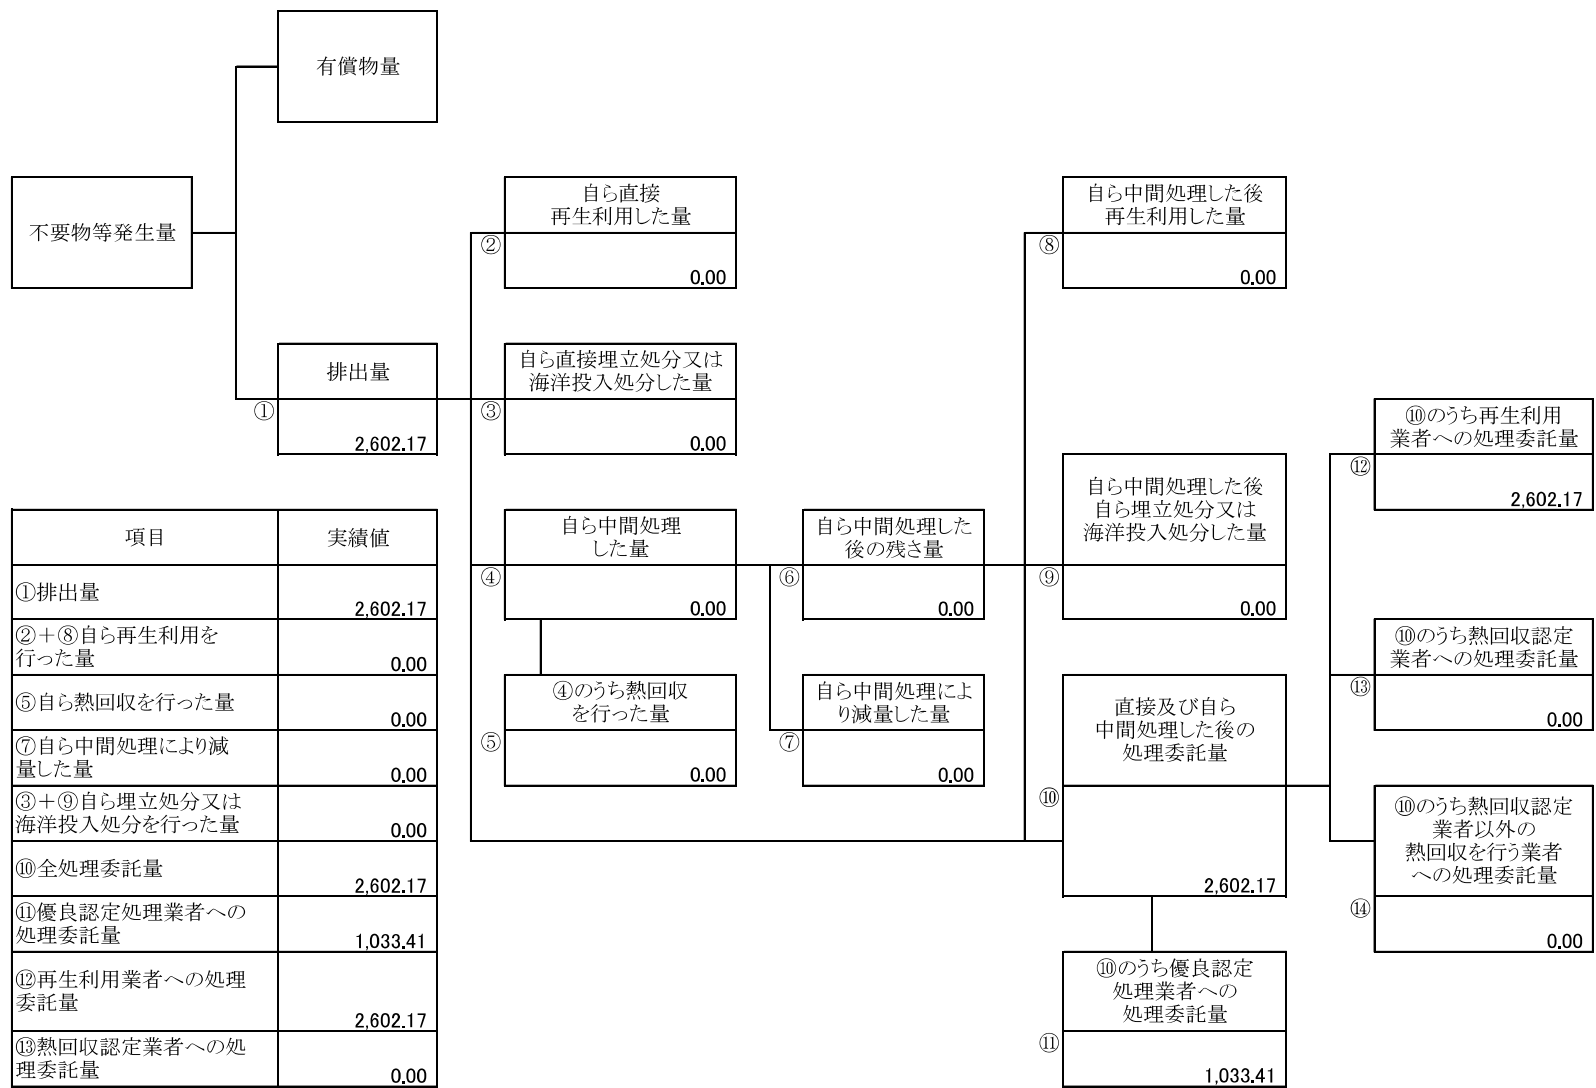 有償物量
不要物等発生量
自ら直接
再生利用した量
②
0.00
自ら中間処理した後
再生利用した量
⑧
0.00
排出量
①
2,602.17
自ら直接埋立処分又は
海洋投入処分した量
③
0.00
⑩のうち再生利用
業者への処理委託量
⑫
2,602.17
自ら中間処理
した量
④
0.00
自ら中間処理した
後の残さ量
⑥
0.00
自ら中間処理した後
自ら埋立処分又は
海洋投入処分した量
⑨
0.00
⑩のうち熱回収認定
業者への処理委託量
⑬
0.00
④のうち熱回収
を行った量
⑤
0.00
自ら中間処理によ
り減量した量
⑦
0.00
直接及び自ら
中間処理した後の
処理委託量
⑩
2,602.17
⑩のうち熱回収認定
業者以外の
熱回収を行う業者
への処理委託量
⑭
0.00
⑩のうち優良認定
処理業者への
処理委託量
⑪
1,033.41
項目 実績値
①排出量
2,602.17
②+⑧自ら再生利用を
行った量
0.00
⑤自ら熱回収を行った量
0.00
⑦自ら中間処理により減
量した量
0.00
③+⑨自ら埋立処分又は
海洋投入処分を行った量
0.00
⑩全処理委託量
2,602.17
⑪優良認定処理業者への
処理委託量
1,033.41
⑫再生利用業者への処理
委託量
2,602.17
⑬熱回収認定業者への処
理委託量
0.00